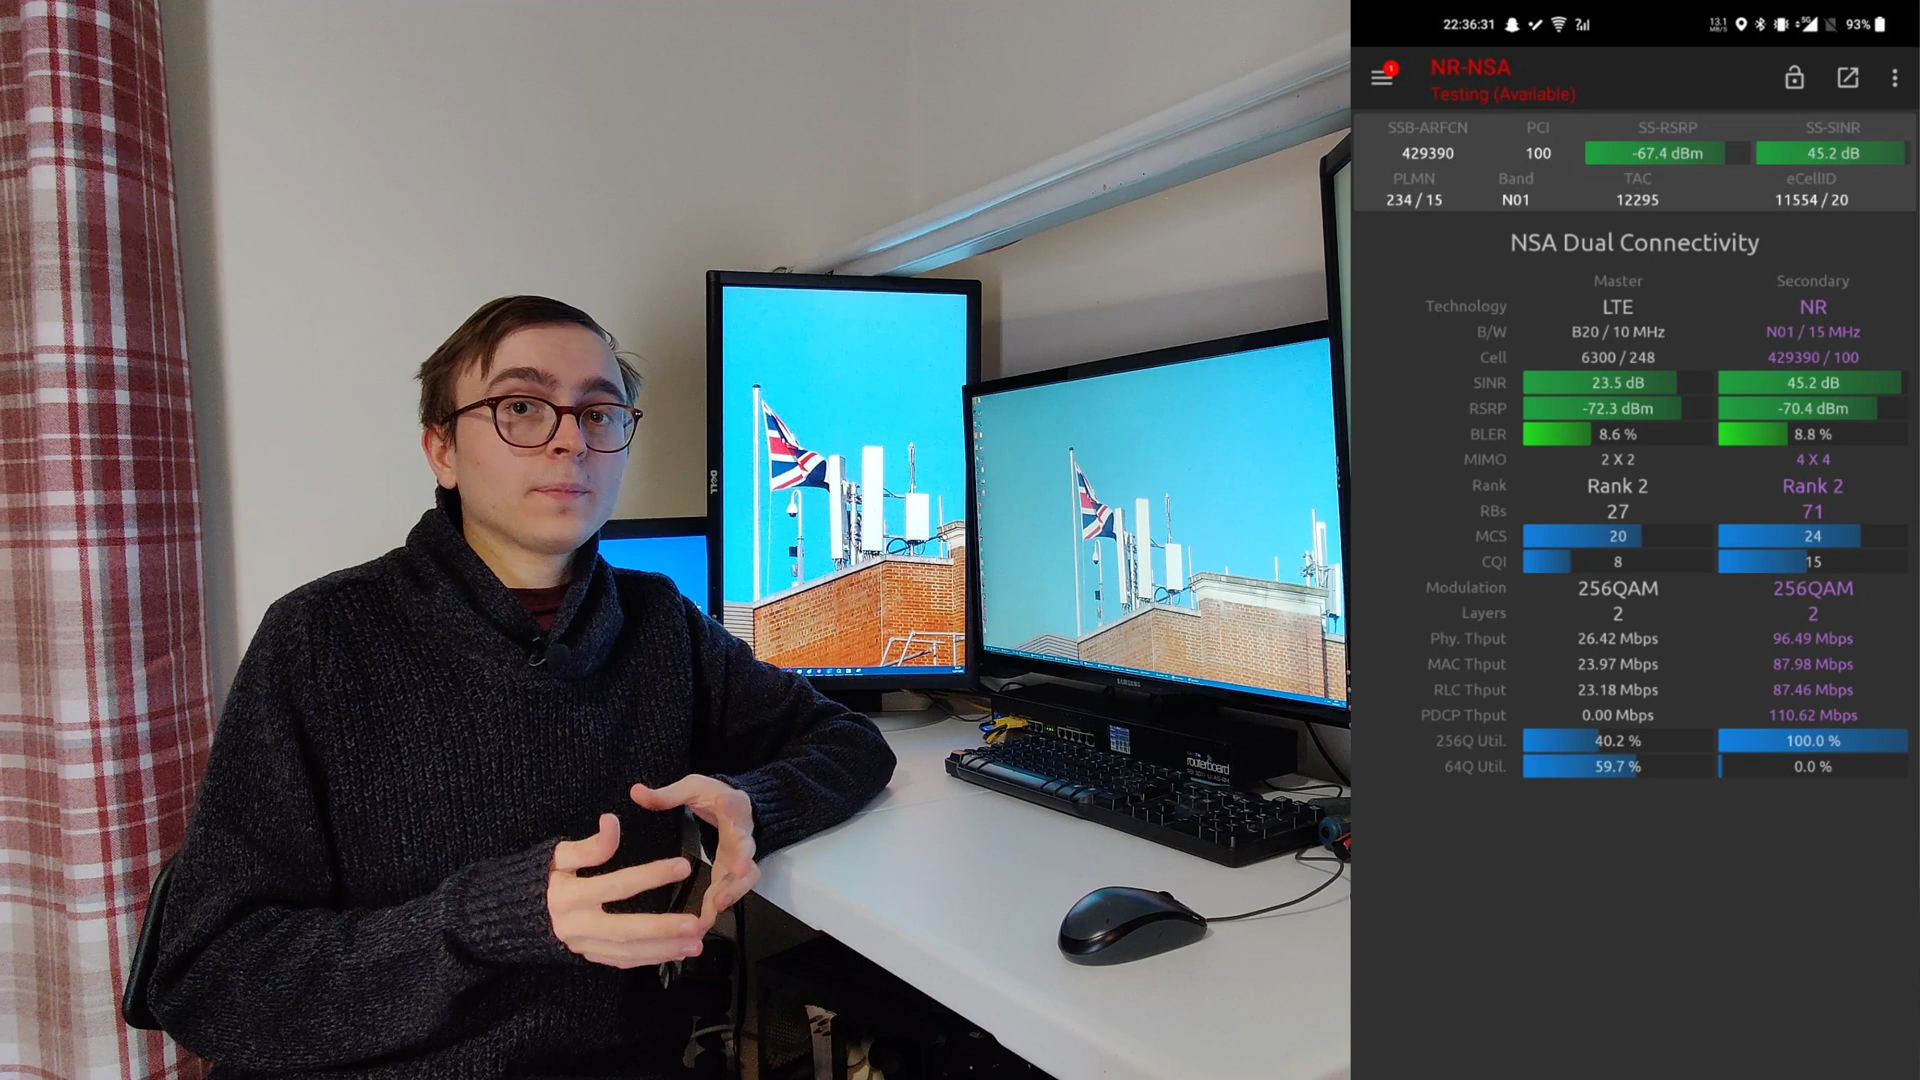 22:36:31
13.1
MB/S
5G
93%
1
NR-NSA
Testing (Available)
SSB-ARFCN PCI SS-RSRP SS-SINR
429390 100 -67.4 dBm 45.2 dB
PLMN Band TAC eCellID
234 / 15 N01 12295 11554 / 20
NSA Dual Connectivity
Master Secondary
Technology LTE NR
B/W B20 / 10 MHz N01 / 15 MHz
Cell 6300 / 248 429390 / 100
SINR 23.5 dB 45.2 dB
RSRP -72.3 dBm -70.4 dBm
BLER 8.6 % 8.8 %
MIMO 2 X 2 4 X 4
Rank Rank 2 Rank 2
RBs 27 71
MCS 20 24
CQI 8 15
Modulation 256QAM 256QAM
Layers 2 2
Phy. Thput 26.42 Mbps 96.49 Mbps
MAC Thput 23.97 Mbps 87.98 Mbps
RLC Thput 23.18 Mbps 87.46 Mbps
PDCP Thput 0.00 Mbps 110.62 Mbps
256Q Util. 40.2 % 100.0 %
64Q Util. 59.7 % 0.0 %
DELL
SAMSUNG
routerboard